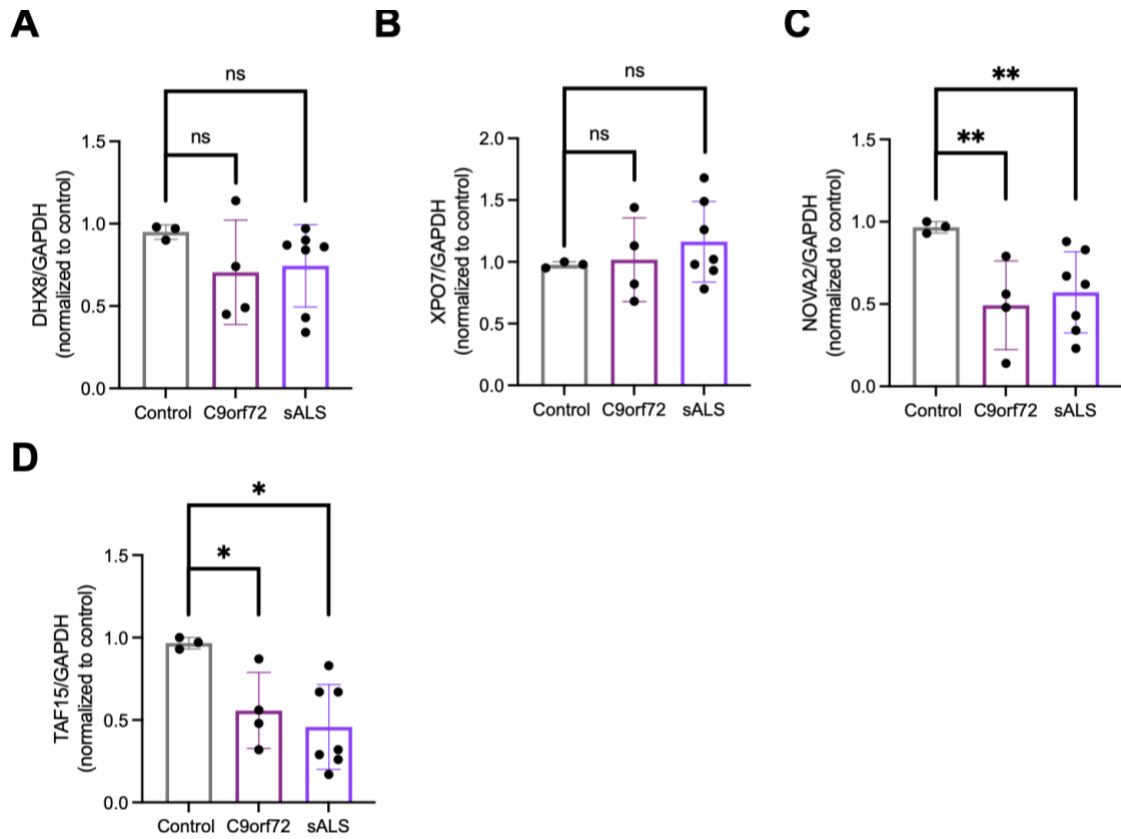 A
ns
ns
DHX8/GAPDH
(normalized to control)
1.5
1.0
0.5
0.0
Control C9orf72 sALS
B
ns
ns
XPO7/GAPDH
(normalized to control)
2.0
1.5
1.0
0.5
0.0
Control C9orf72 sALS
C
**
**
NOVA2/GAPDH
(normalized to control)
1.5
1.0
0.5
0.0
Control C9orf72 sALS
D
*
*
TAF15/GAPDH
(normalized to control)
1.5
1.0
0.5
0.0
Control C9orf72 sALS